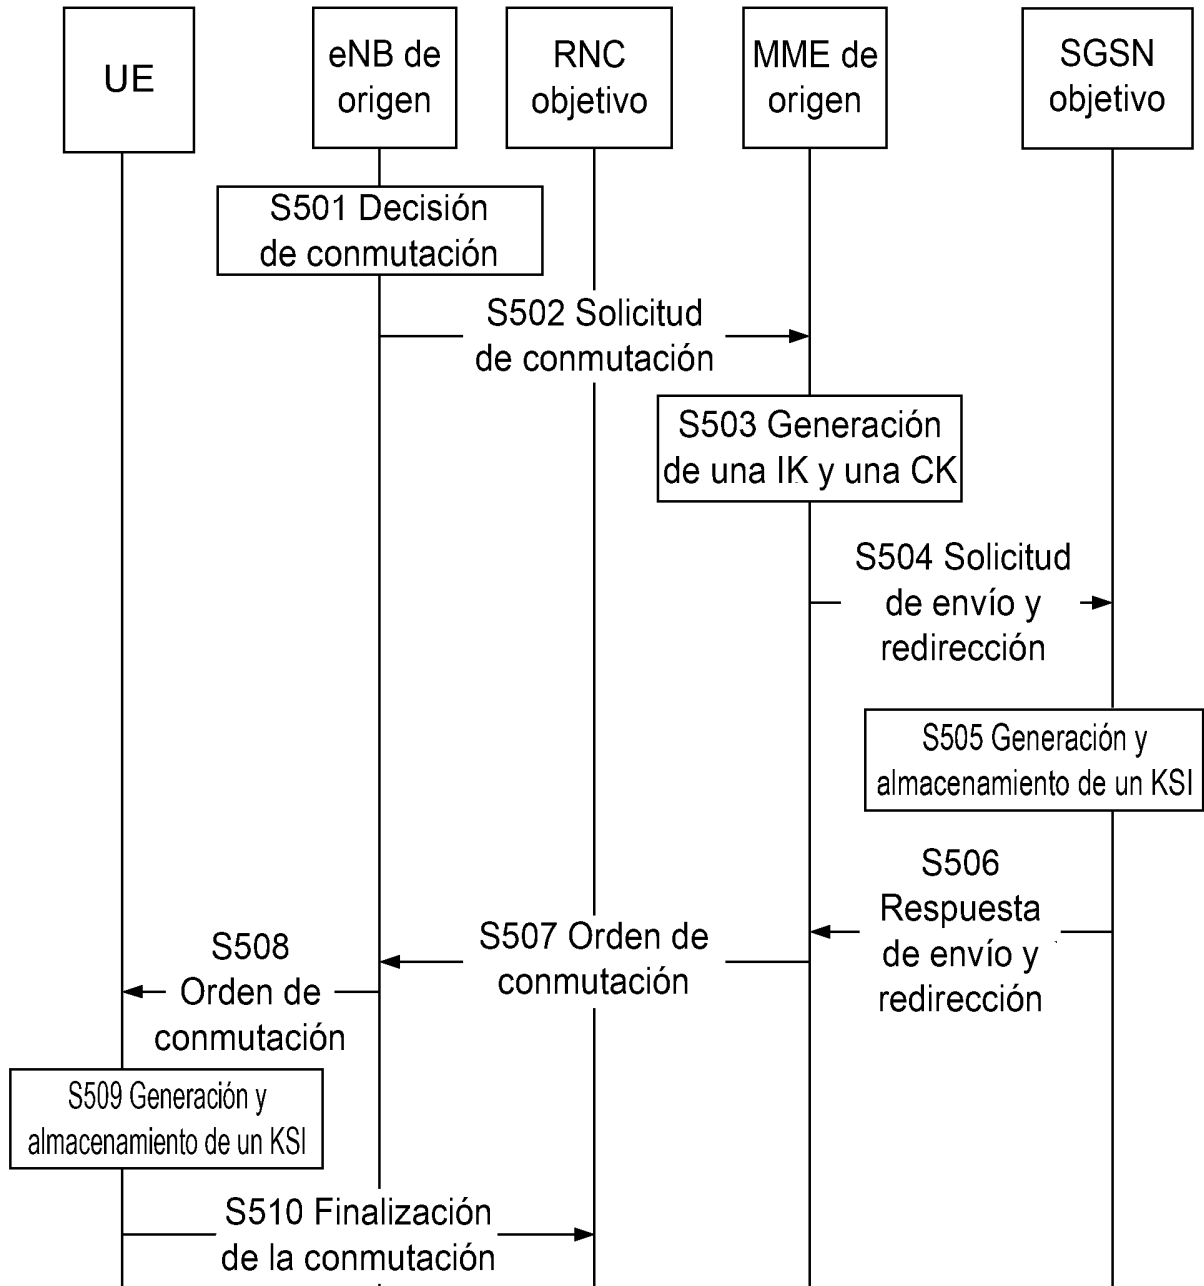 UE
eNB de
origen
RNC
objetivo
MME de
origen
SGSN
objetivo
S501 Decisión
de conmutación
S502 Solicitud
de conmutación
S503 Generación
de una IK y una CK
S504 Solicitud
de envío y
redirección
S505 Generación y
almacenamiento de un KSI
S506
Respuesta
de envío y
redirección
S507 Orden de
conmutación
S508
Orden de
conmutación
S509 Generación y
almacenamiento de un KSI
S510 Finalización
de la conmutación